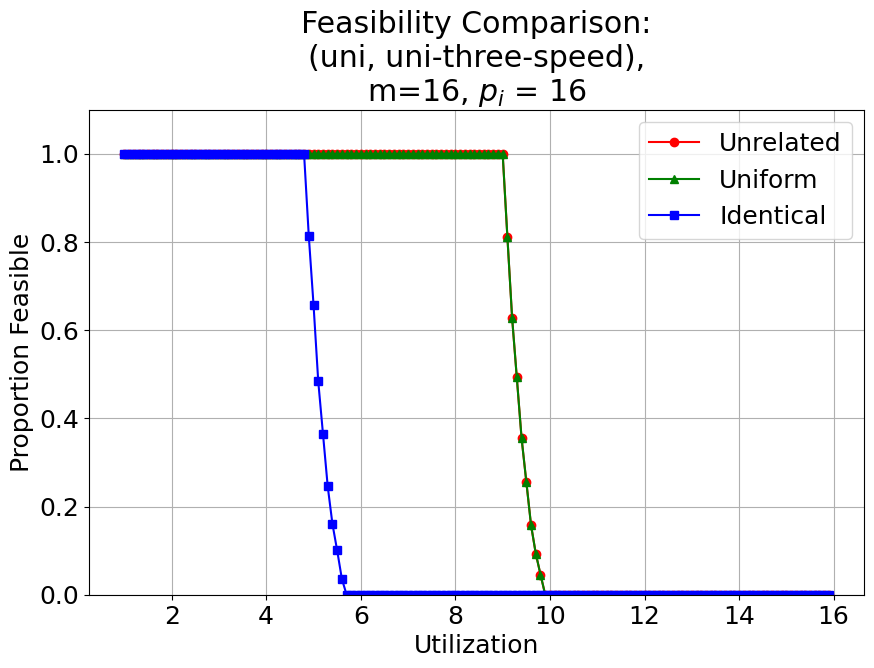 Feasibility Comparison:
(uni, uni-three-speed),
m=16, p_i = 16
Unrelated
Uniform
Identical
Proportion Feasible
1.0
0.8
0.6
0.4
0.2
0.0
2 4 6 8 10 12 14 16
Utilization